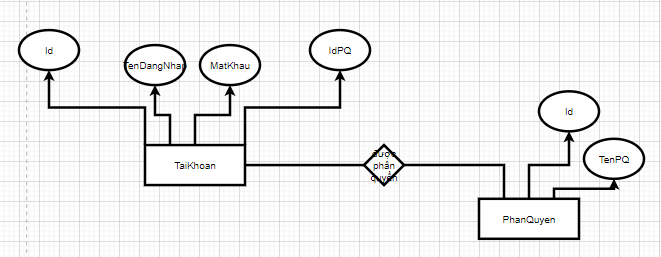 Id
TenDangNhap
MatKhau
IdPQ
Id
TenPQ
TaiKhoan
được
phân
quyền
PhanQuyen